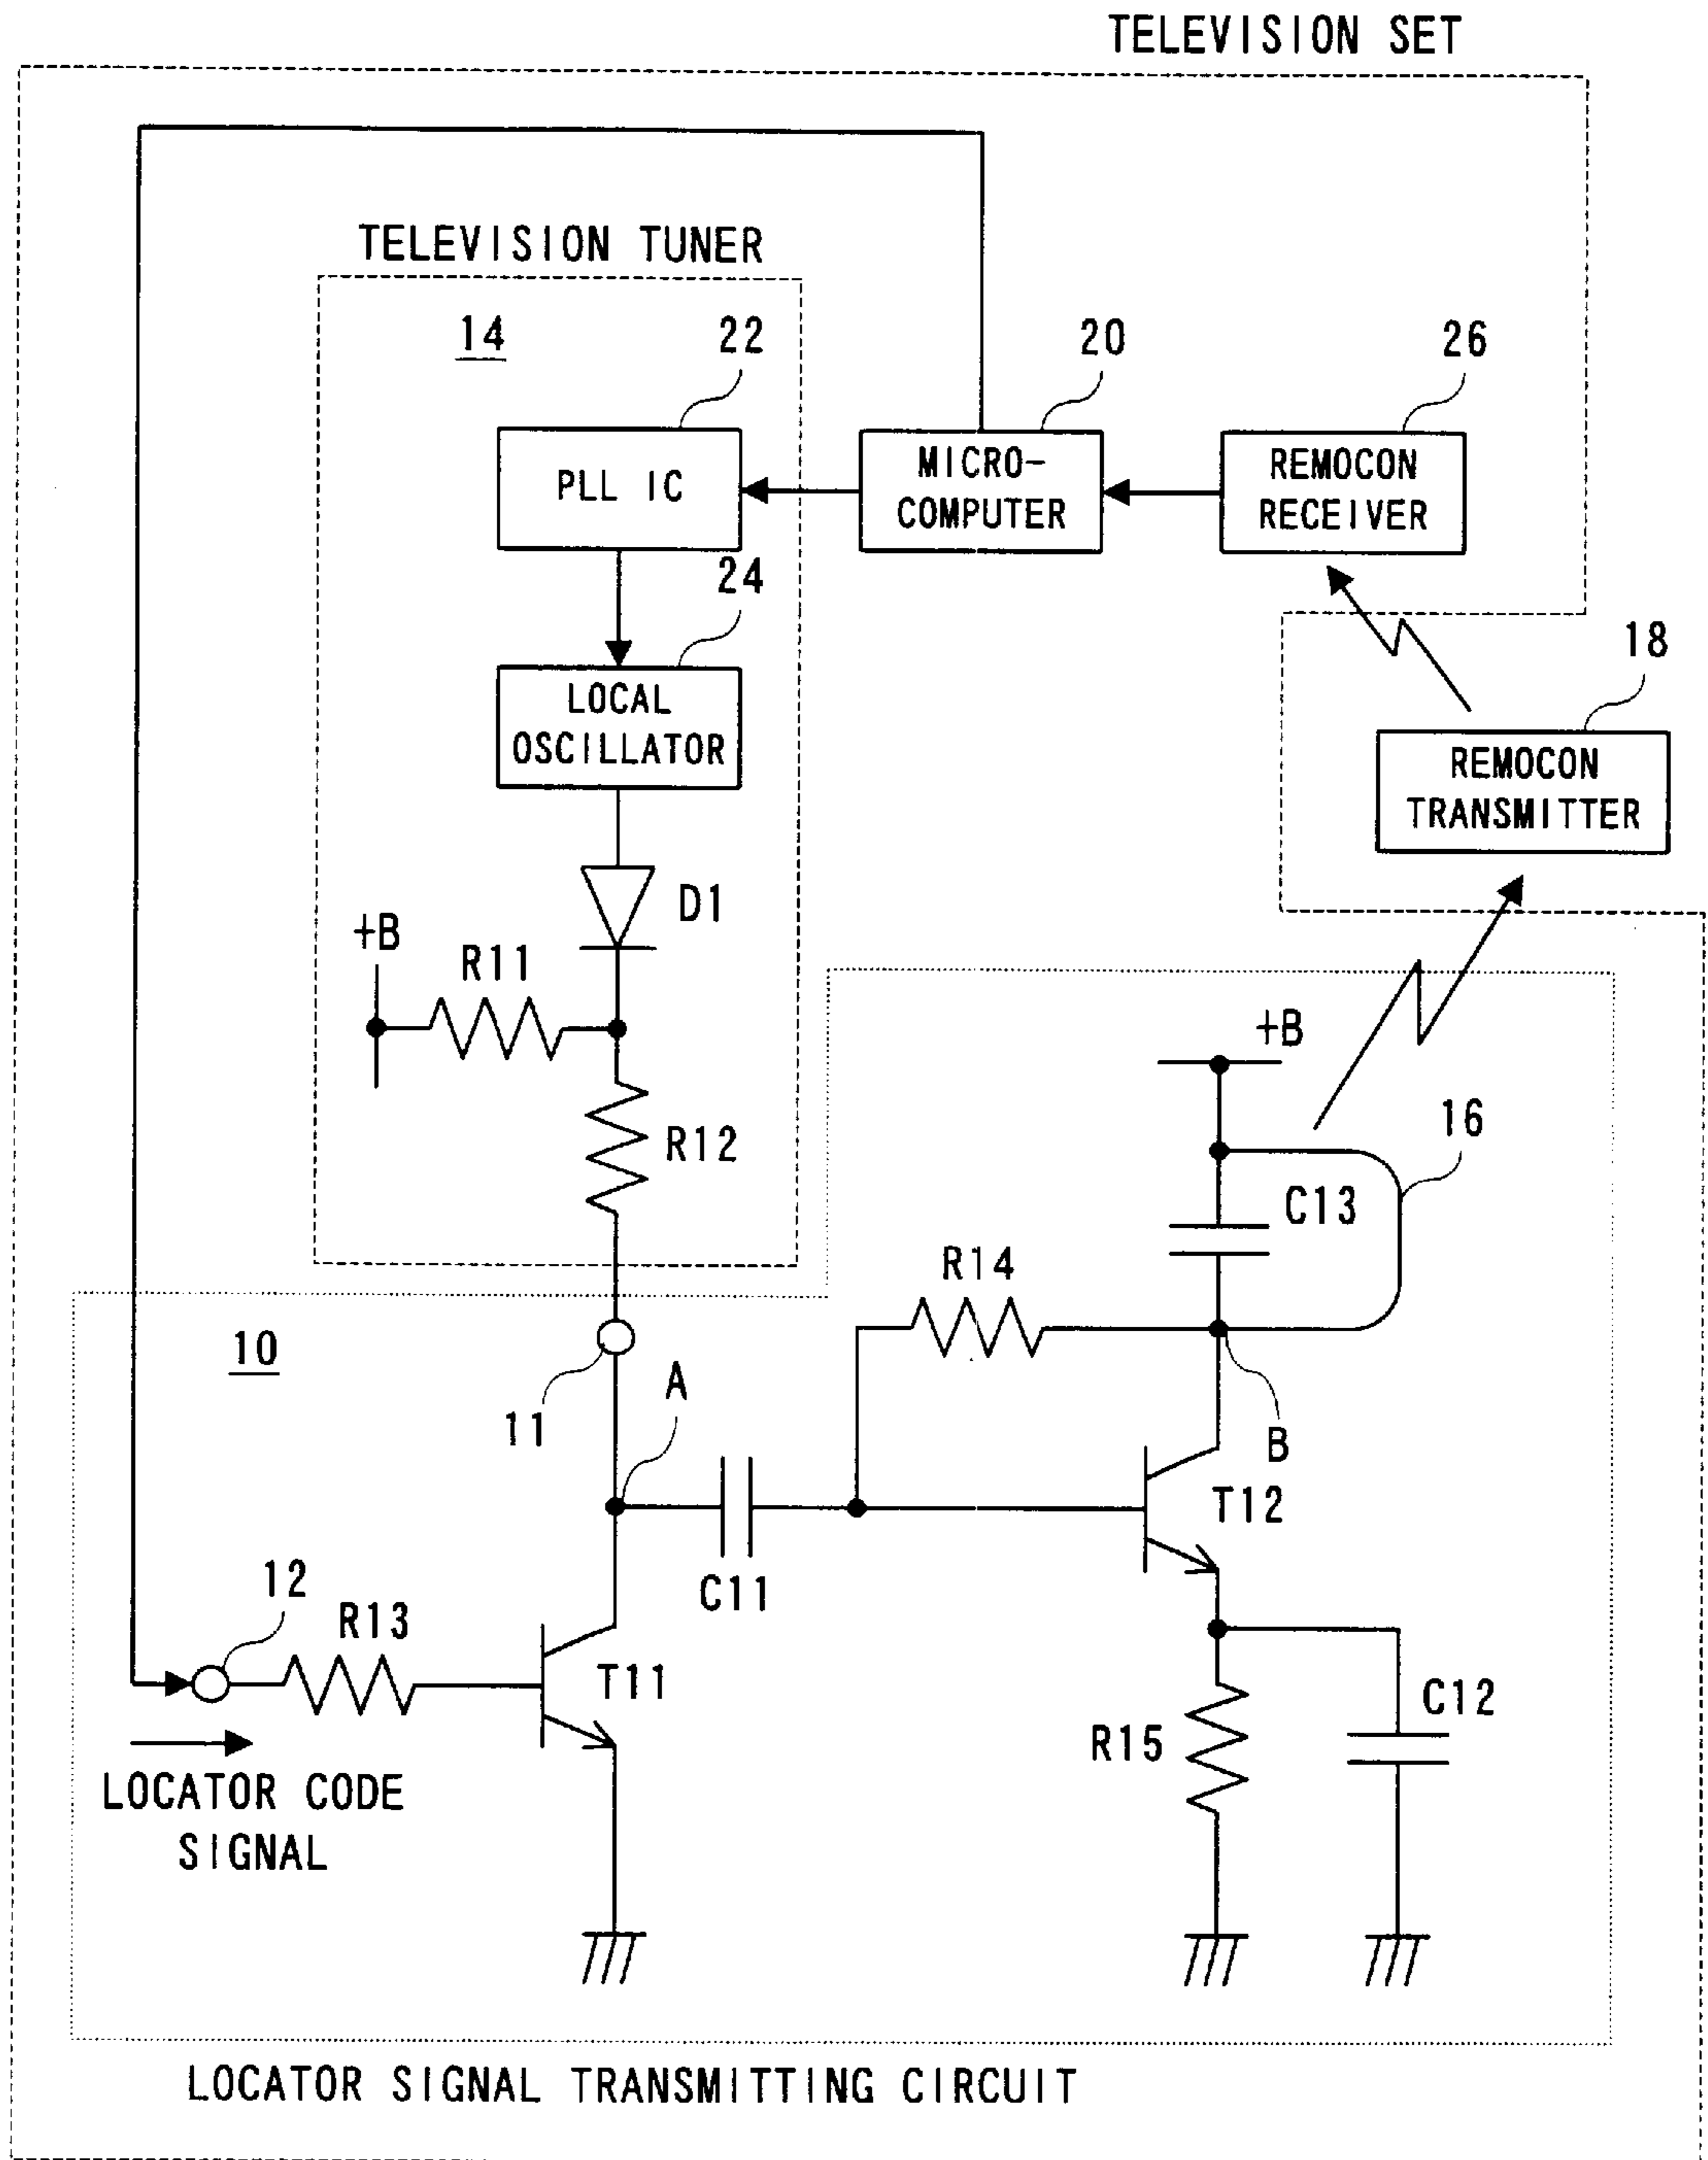 TELEVISION SET
TELEVISION TUNER
14
22
20
26
PLL IC
MICRO-
COMPUTER
REMOCON
RECEIVER
24
18
LOCAL
OSCILLATOR
REMOCON
TRANSMITTER
D1
+B
R11
+B
R12
16
C13
R14
10
11
A
B
T12
C11
12
R13
T11
C12
R15
LOCATOR CODE
SIGNAL
LOCATOR SIGNAL TRANSMITTING CIRCUIT